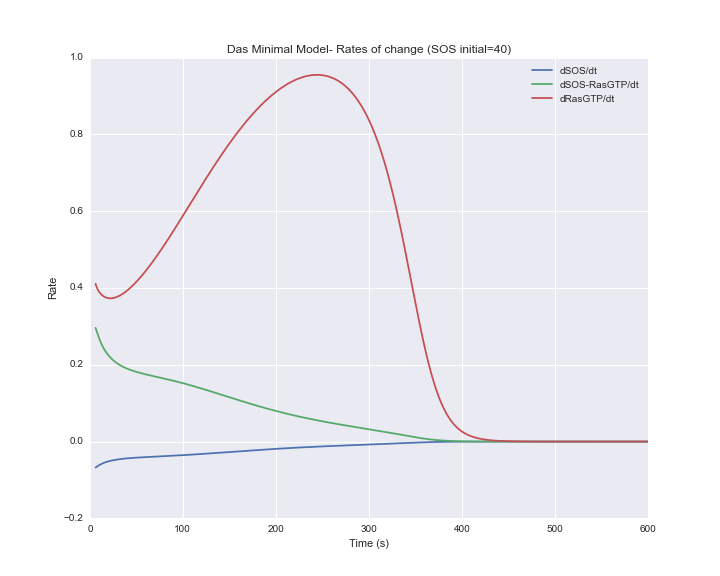 Das Minimal Model- Rates of change (SOS initial=40)
1.0
0.8
0.6
0.4
0.2
0.0
−0.2
Rate
dSOS/dt
dSOS-RasGTP/dt
dRasGTP/dt
0 100 200 300 400 500 600
Time (s)